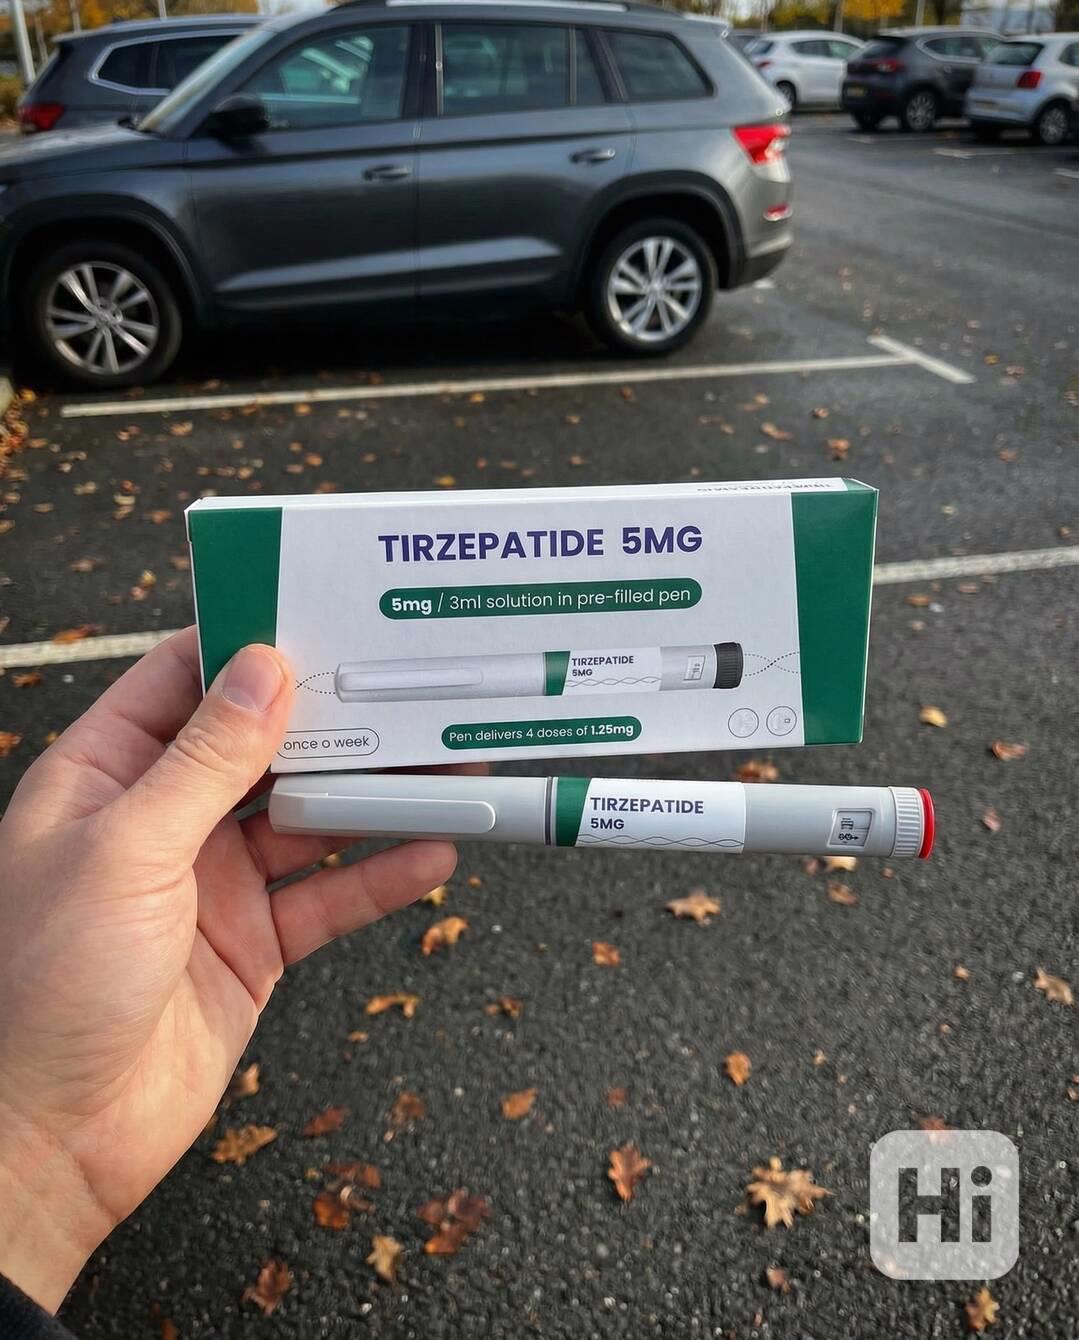 TIRZEPATIDE 5MG
5mg / 3ml solution in pre-filled pen
TIRZEPATIDE
5MG
Pen delivers 4 doses of 1.25mg
once o week
TIRZEPATIDE
5MG
Hi